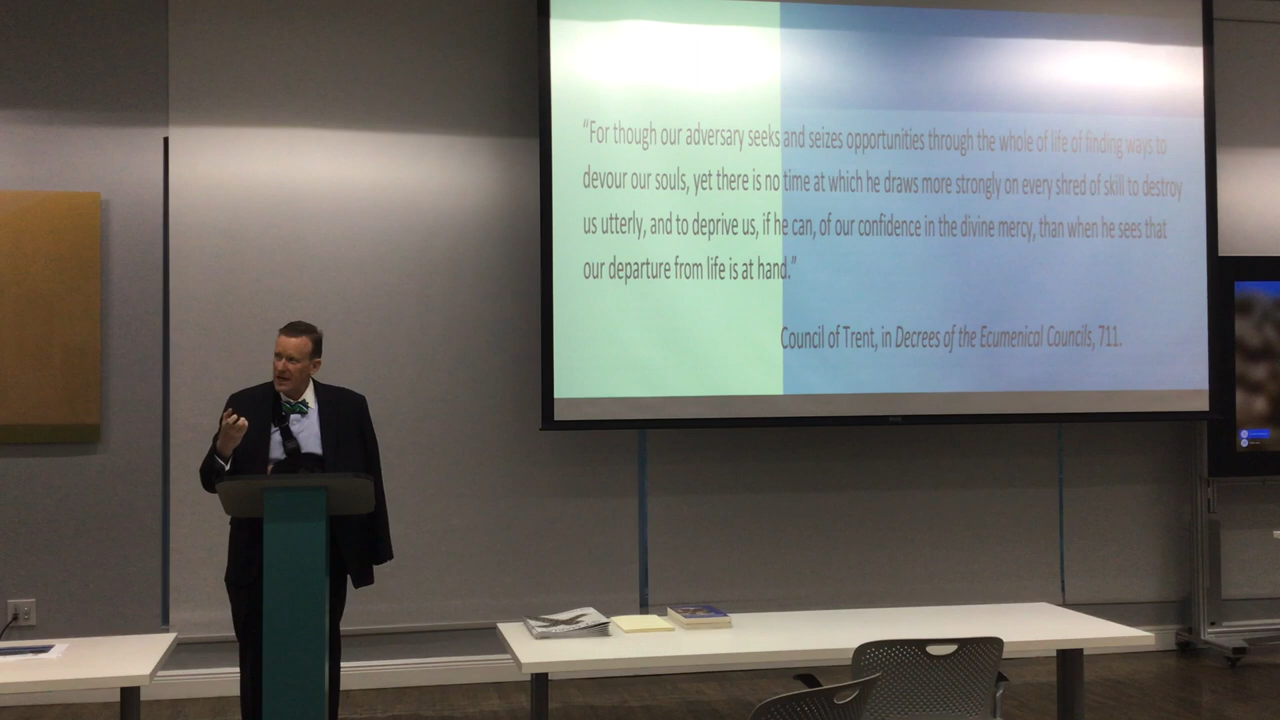 “For though our adversary seeks and seizes opportunities through the whole of life of finding ways to
devour our souls, yet there is no time at which he draws more strongly on every shred of skill to destroy
us utterly, and to deprive us, if he can, of our confidence in the divine mercy, than when he sees that
our departure from life is at hand.”
Council of Trent, in Decrees of the Ecumenical Councils, 711.